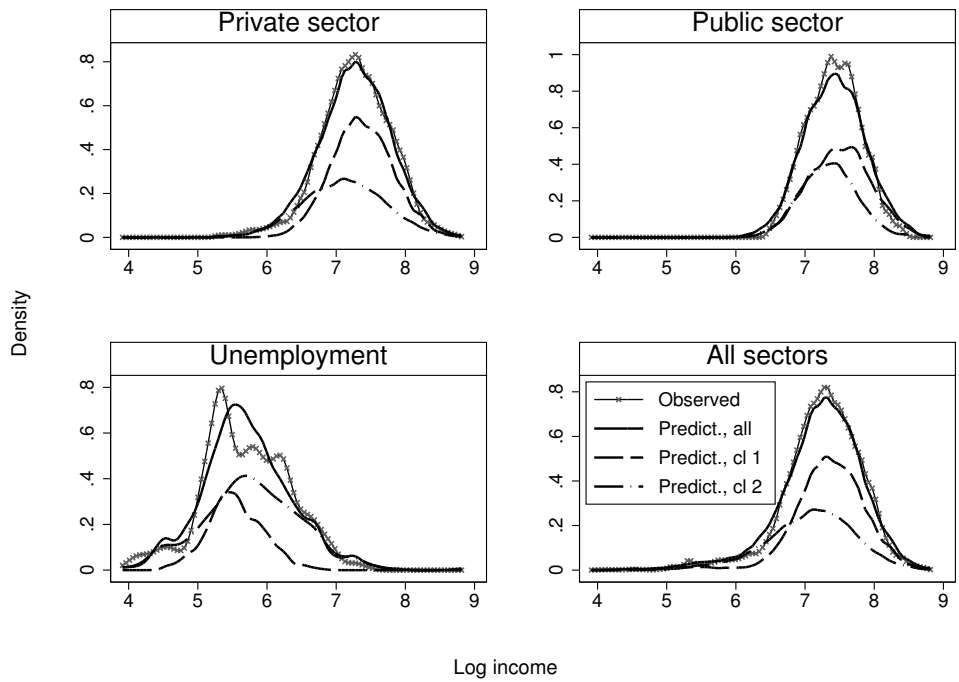 Private sector
Public sector
0 .2 .4 .6 .8
4 5 6 7 8 9
0 .2 .4 .6 .8 1
4 5 6 7 8 9
Density
Unemployment
All sectors
0 .2 .4 .6 .8
4 5 6 7 8 9
0 .2 .4 .6 .8
4 5 6 7 8 9
Observed
Predict., all
Predict., cl 1
Predict., cl 2
Log income